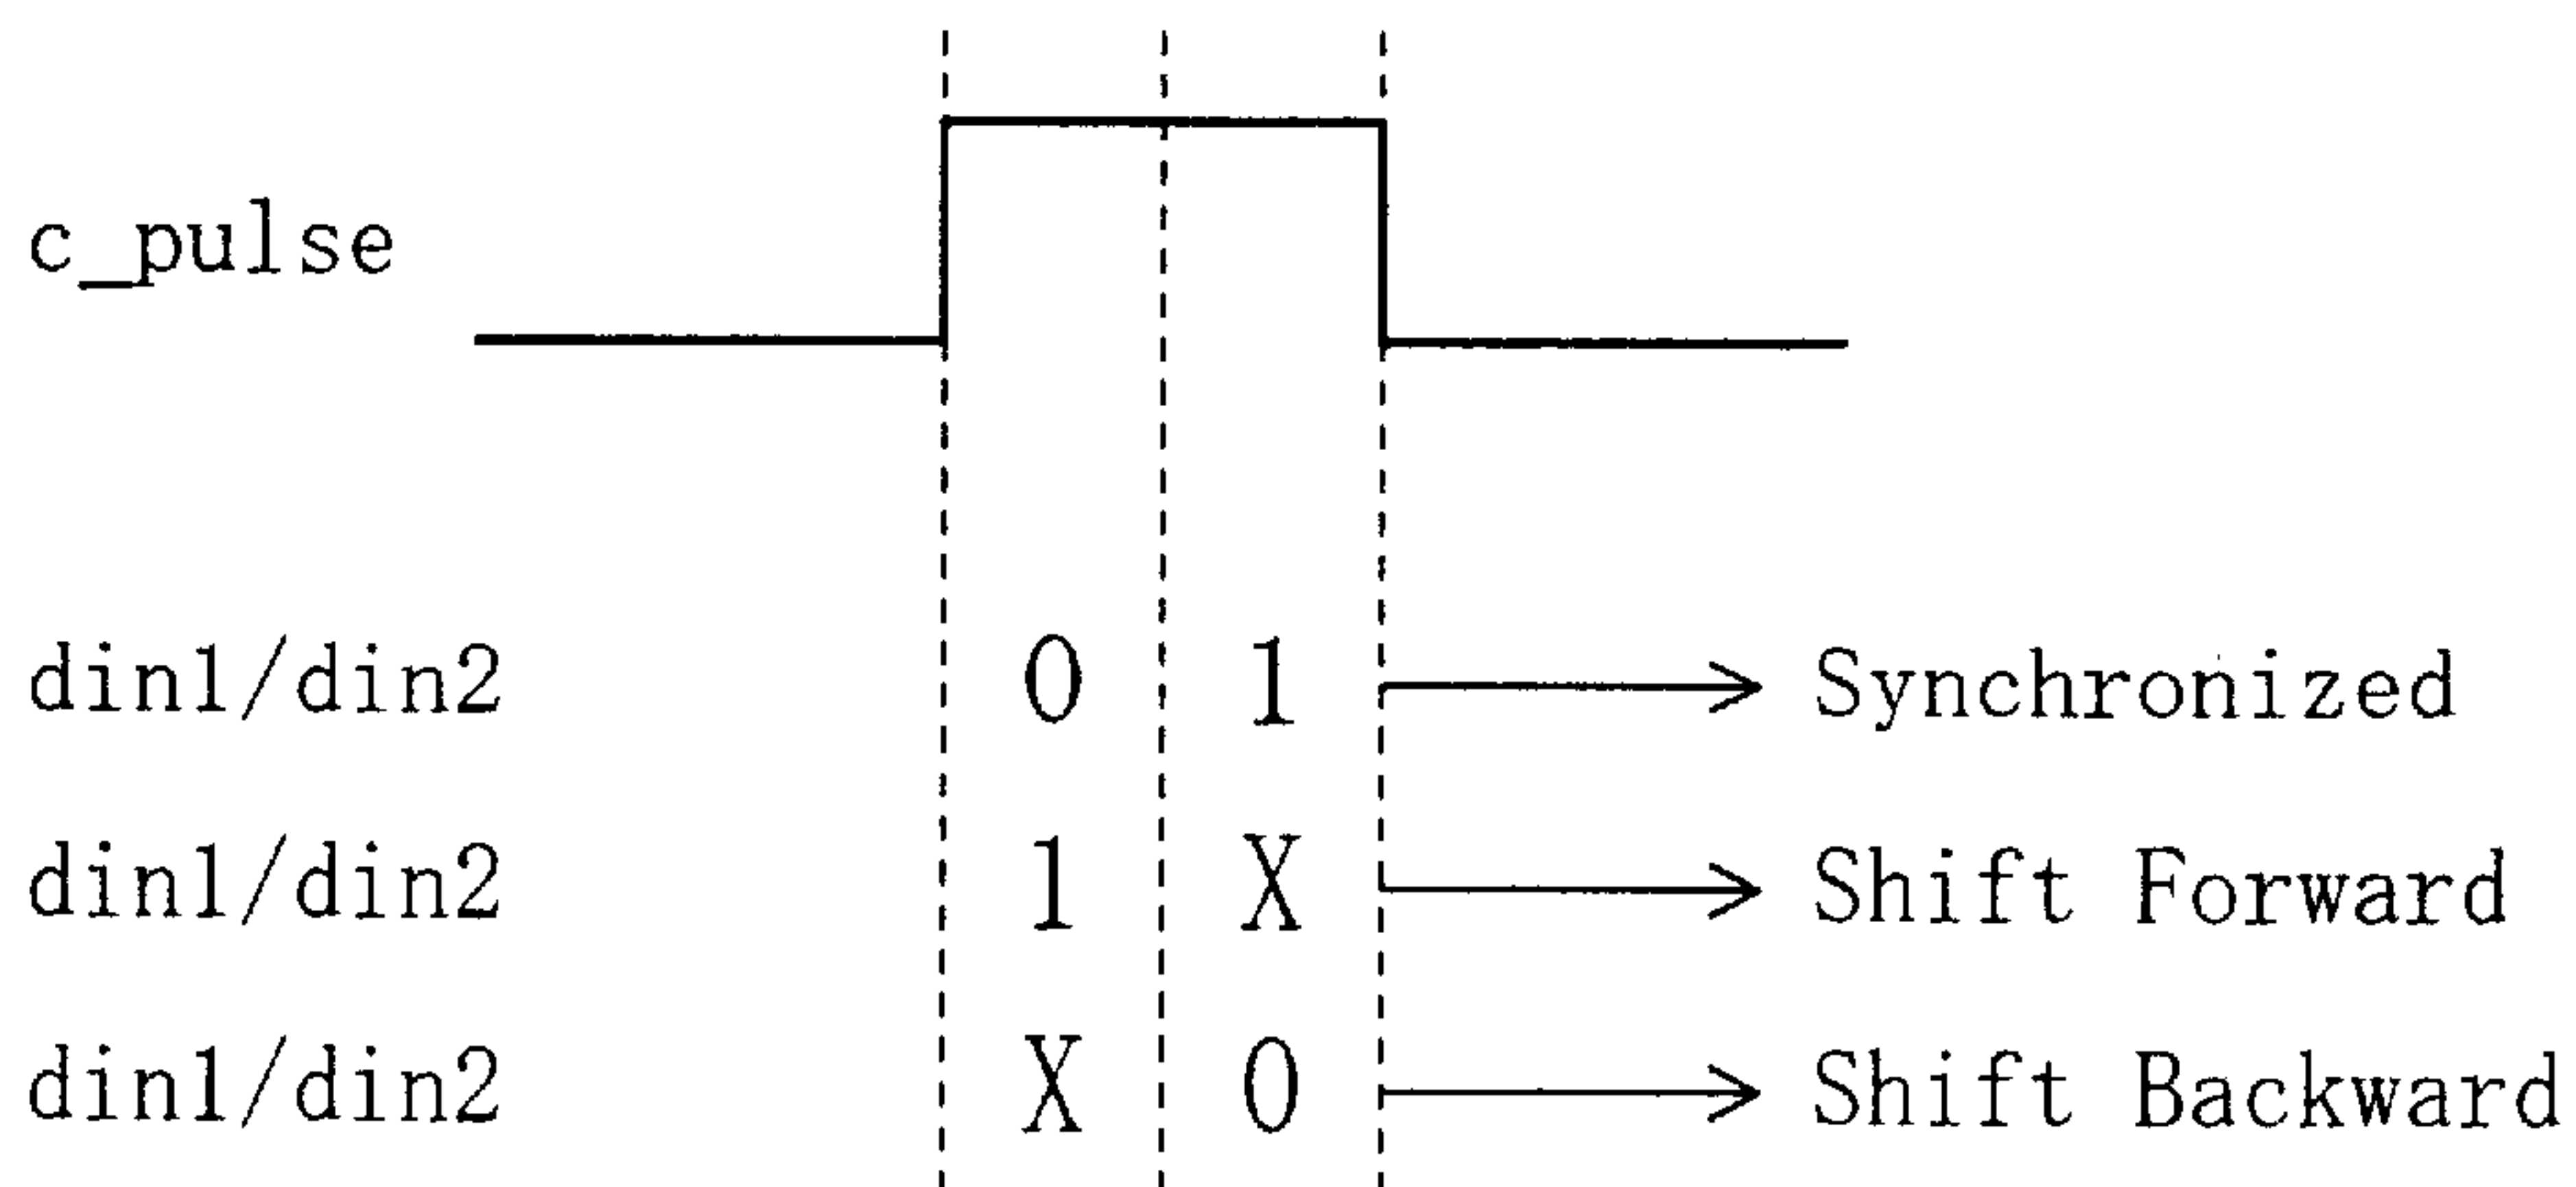 c_pulse
din1/din2 0 1 Synchronized
din1/din2 1 X Shift Forward
din1/din2 X 0 Shift Backward